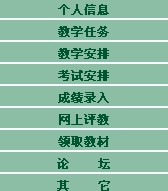 个人信息
教学任务
教学安排
考试安排
成绩录入
网上评教
领取教材
论 坛
其 它